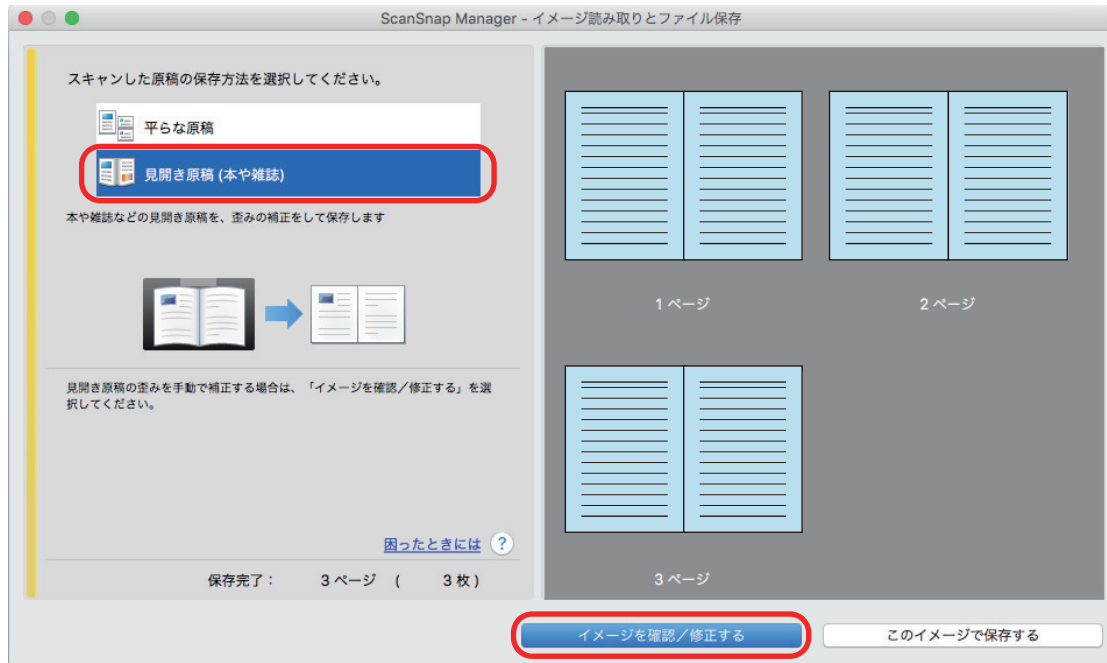 ScanSnap Manager - イメージ読み取りとファイル保存
スキャンした原稿の保存方法を選択してください。
平らな原稿
見開き原稿 (本や雑誌)
本や雑誌などの見開き原稿を、歪みの補正をして保存します
見開き原稿の歪みを手動で補正する場合は、「イメージを確認／修正する」を選
択してください。
困ったときには ?
保存完了： 3 ページ ( 3 枚 )
1 ページ
2 ページ
3 ページ
イメージを確認／修正する
このイメージで保存する